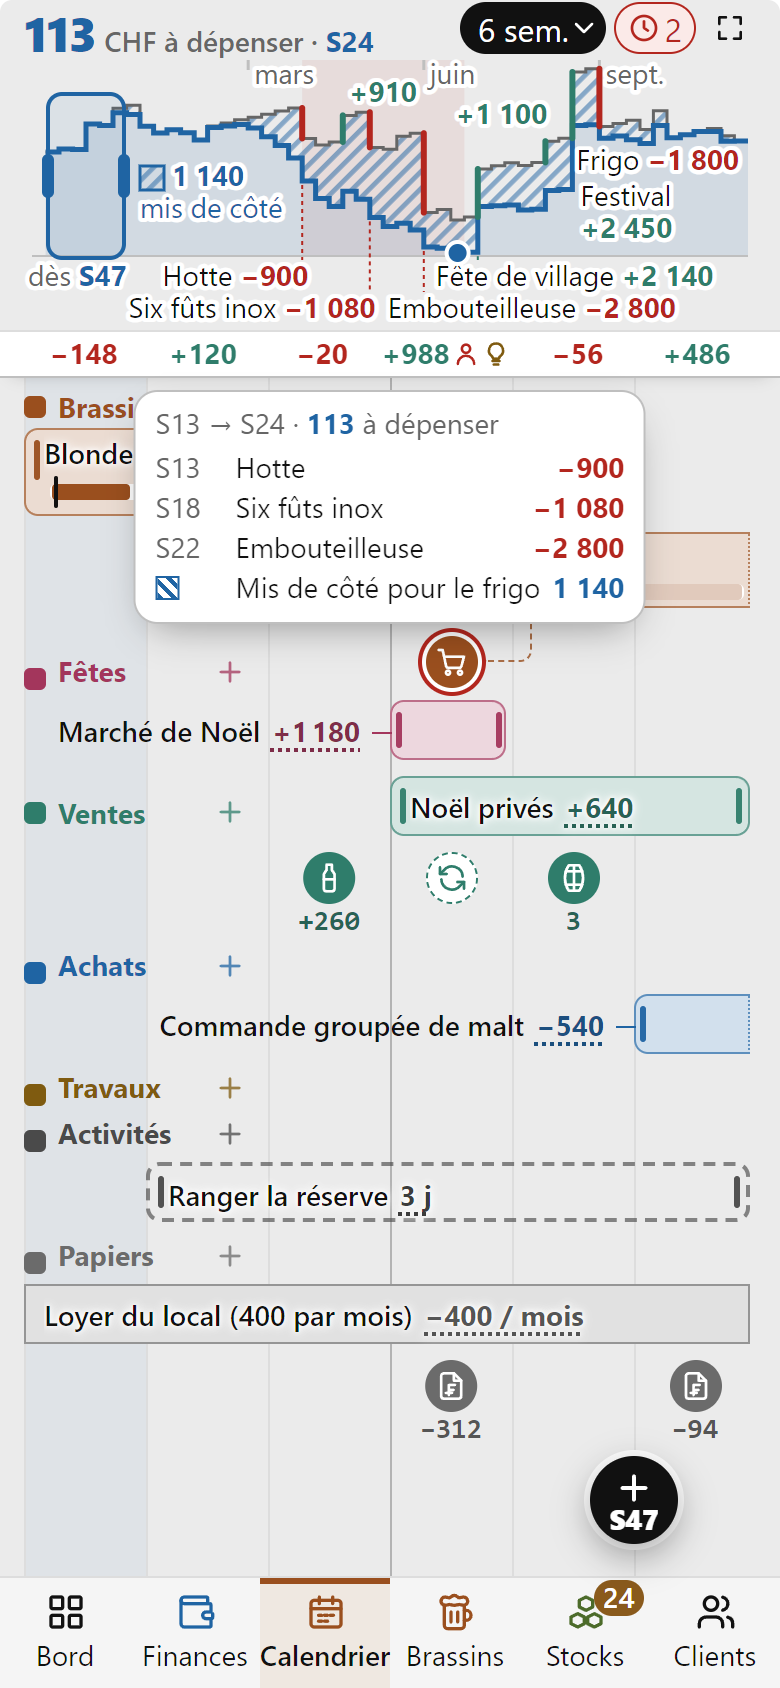 113 CHF à dépenser · S24
6 sem.
2
mars
juin
sept.
+910
+1 100
1 140
mis de côté
Frigo −1 800
Festival
+2 450
dès S47
Hotte −900
Fête de village +2 140
Six fûts inox −1 080
Embouteilleuse −2 800
−148
+120
−20
+988
−56
+486
Brassi
Blonde
S13 → S24 · 113 à dépenser
S13 Hotte −900
S18 Six fûts inox −1 080
S22 Embouteilleuse −2 800
Mis de côté pour le frigo 1 140
Fêtes +
Marché de Noël +1 180
Ventes +
Noël privés +640
+260
3
Achats +
Commande groupée de malt −540
Travaux +
Activités +
Ranger la réserve 3 j
Papiers +
Loyer du local (400 par mois) −400 / mois
−312
−94
+
S47
24
Bord
Finances
Calendrier
Brassins
Stocks
Clients